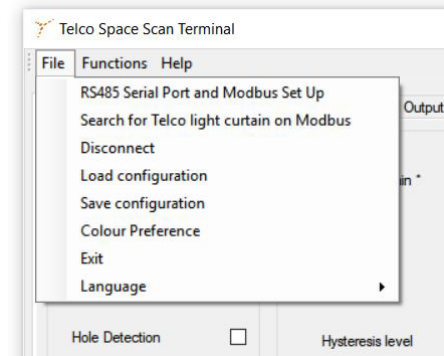 Telco Space Scan Terminal
File Functions Help
RS485 Serial Port and Modbus Set Up
Output
Search for Telco light curtain on Modbus
Disconnect
Load configuration
Save configuration
Colour Preference
Exit
Language
Hole Detection
Hysteresis level